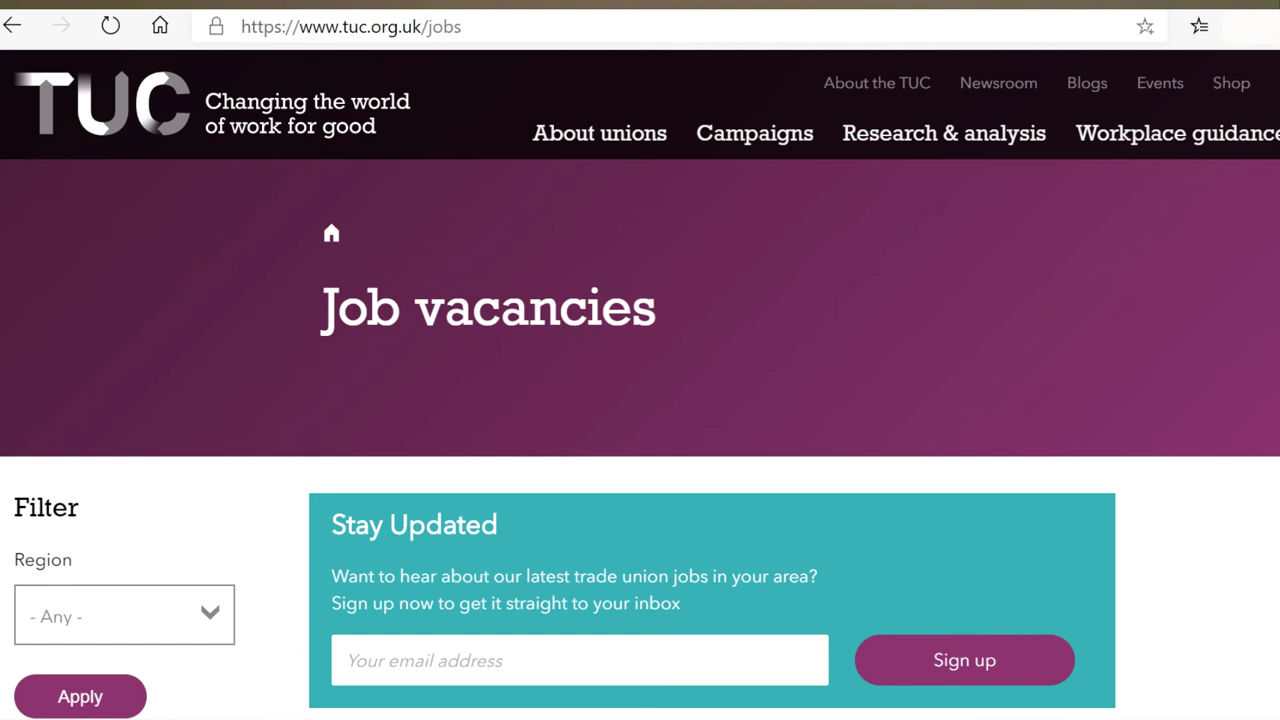 https://www.tuc.org.uk/jobs
TUC
Changing the world
of work for good
About the TUC Newsroom Blogs Events Shop
About unions Campaigns Research & analysis Workplace guidance
Job vacancies
Filter
Region
- Any -
Apply
Stay Updated
Want to hear about our latest trade union jobs in your area?
Sign up now to get it straight to your inbox
Your email address
Sign up